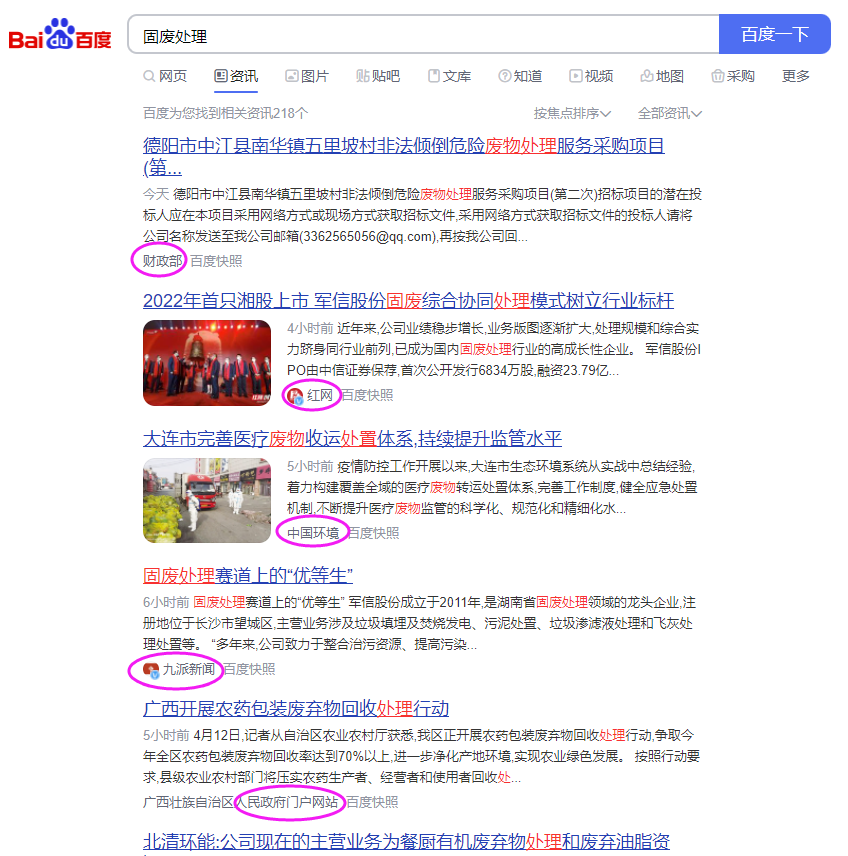 Bai du 百度
固废处理
百度一下
网页 资讯 图片 贴吧 文库 知道 视频 地图 采购 更多
百度为您找到相关资讯218个 按焦点排序 全部资讯
德阳市中江县南华镇五里坡村非法倾倒危险废物处理服务采购项目
(第...
今天 德阳市中江县南华镇五里坡村非法倾倒危险废物处理服务采购项目(第二次)招标项目的潜在投
标人应在本项目采用网络方式或现场方式获取招标文件,采用网络方式获取招标文件的投标人请将
公司名称发送至我公司邮箱(3362565056@qq.com),再按我公司回...
财政部 百度快照
2022年首只湘股上市 军信股份固废综合协同处理模式树立行业标杆
4小时前 近年来,公司业绩稳步增长,业务版图逐渐扩大,处理规模和综合实
力跻身同行业前列,已成为国内固废处理行业的高成长性企业。 军信股份I
PO由中信证券保荐,首次公开发行6834万股,融资23.79亿...
红网 百度快照
大连市完善医疗废物收运处置体系,持续提升监管水平
5小时前 疫情防控工作开展以来,大连市生态环境系统从实战中总结经验,
着力构建覆盖全域的医疗废物转运处置体系,完善工作制度,健全应急处置
机制,不断提升医疗废物监管的科学化、规范化和精细化水...
中国环境 百度快照
固废处理赛道上的“优等生”
6小时前 固废处理赛道上的“优等生” 军信股份成立于2011年,是湖南省固废处理领域的龙头企业,注
册地位于长沙市望城区,主营业务涉及垃圾填埋及焚烧发电、污泥处置、垃圾渗滤液处理和飞灰处
理处置等。 “多年来,公司致力于整合治污资源、提高污染...
九派新闻 百度快照
广西开展农药包装废弃物回收处理行动
5小时前 4月12日,记者从自治区农业农村厅获悉,我区正开展农药包装废弃物回收处理行动,争取今
年全区农药包装废弃物回收率达到70%以上,进一步净化产地环境,实现农业绿色发展。 按照行动要
求,县级农业农村部门将压实农药生产者、经营者和使用者回收处...
广西壮族自治区人民政府门户网站 百度快照
北清环能:公司现在的主营业务为餐厨有机废弃物处理和废弃油脂资